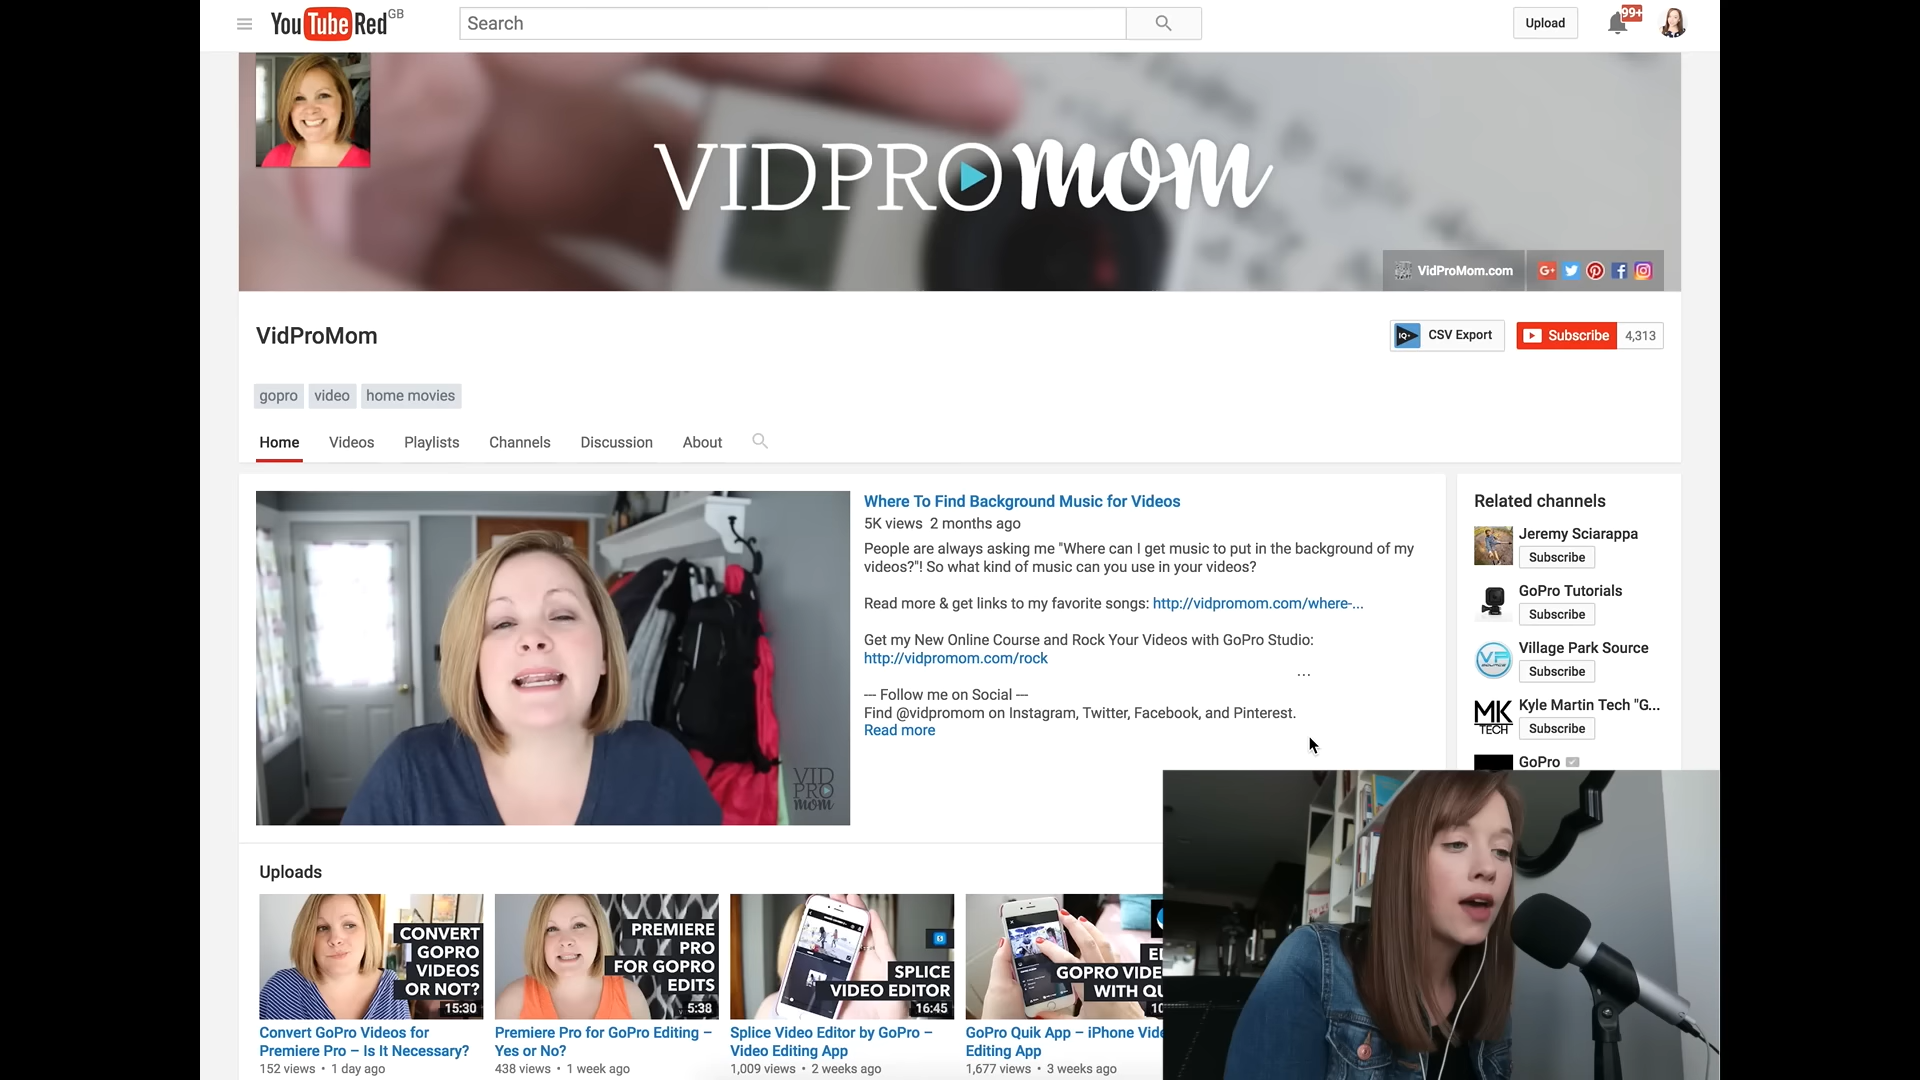 YouTube Red GB
Search
Upload
99+
VIDPROmom
VidProMom.com
VidProMom
IQ+ CSV Export
Subscribe 4,313
gopro video home movies
Home Videos Playlists Channels Discussion About
Where To Find Background Music for Videos
5K views 2 months ago
People are always asking me "Where can I get music to put in the background of my
videos?"! So what kind of music can you use in your videos?
Read more & get links to my favorite songs: http://vidpromom.com/where-...
Get my New Online Course and Rock Your Videos with GoPro Studio:
http://vidpromom.com/rock
...
--- Follow me on Social ---
Find @vidpromom on Instagram, Twitter, Facebook, and Pinterest.
Read more
VID
PRO
mom
Related channels
Jeremy Sciarappa
Subscribe
GoPro Tutorials
Subscribe
VP
Village Park Source
Subscribe
MK
TECH
Kyle Martin Tech "G...
Subscribe
GoPro
Uploads
CONVERT
GOPRO
VIDEOS
OR NOT?
15:30
Convert GoPro Videos for
Premiere Pro – Is It Necessary?
152 views • 1 day ago
PREMIERE
PRO
FOR GOPRO
EDITS
5:38
Premiere Pro for GoPro Editing –
Yes or No?
438 views • 1 week ago
SPLICE
VIDEO EDITOR
16:45
Splice Video Editor by GoPro –
Video Editing App
1,009 views • 2 weeks ago
GOPRO VIDE
WITH QU
10
GoPro Quik App – iPhone Vide
Editing App
1,677 views • 3 weeks ago